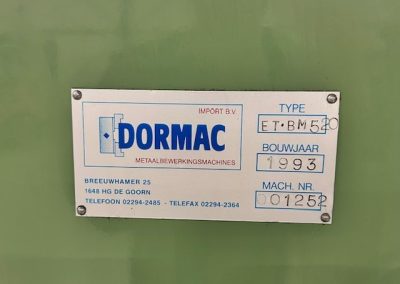 IMPORT B.V.
DORMAC
METAALBEWERKINGSMACHINES
BREEUWHAMER 25
1648 HG DE GOORN
TELEFOON 02294-2485 - TELEFAX 02294-2364
TYPE
ET·BM520
BOUWJAAR
1993
MACH. NR.
001252